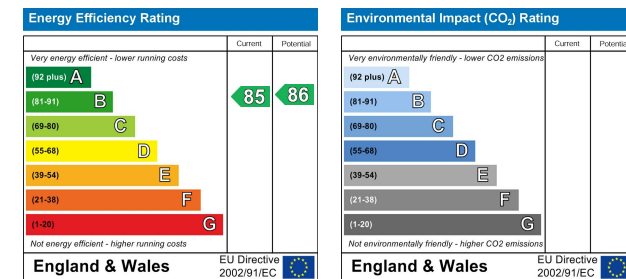 Energy Efficiency Rating
Current Potential
Very energy efficient - lower running costs
(92 plus) A
(81-91) B
85 86
(69-80) C
(55-68) D
(39-54) E
(21-38) F
(1-20) G
Not energy efficient - higher running costs
England & Wales
EU Directive
2002/91/EC
Environmental Impact (CO₂) Rating
Current Potential
Very environmentally friendly - lower CO2 emissions
(92 plus) A
(81-91) B
(69-80) C
(55-68) D
(39-54) E
(21-38) F
(1-20) G
Not environmentally friendly - higher CO2 emissions
England & Wales
EU Directive
2002/91/EC